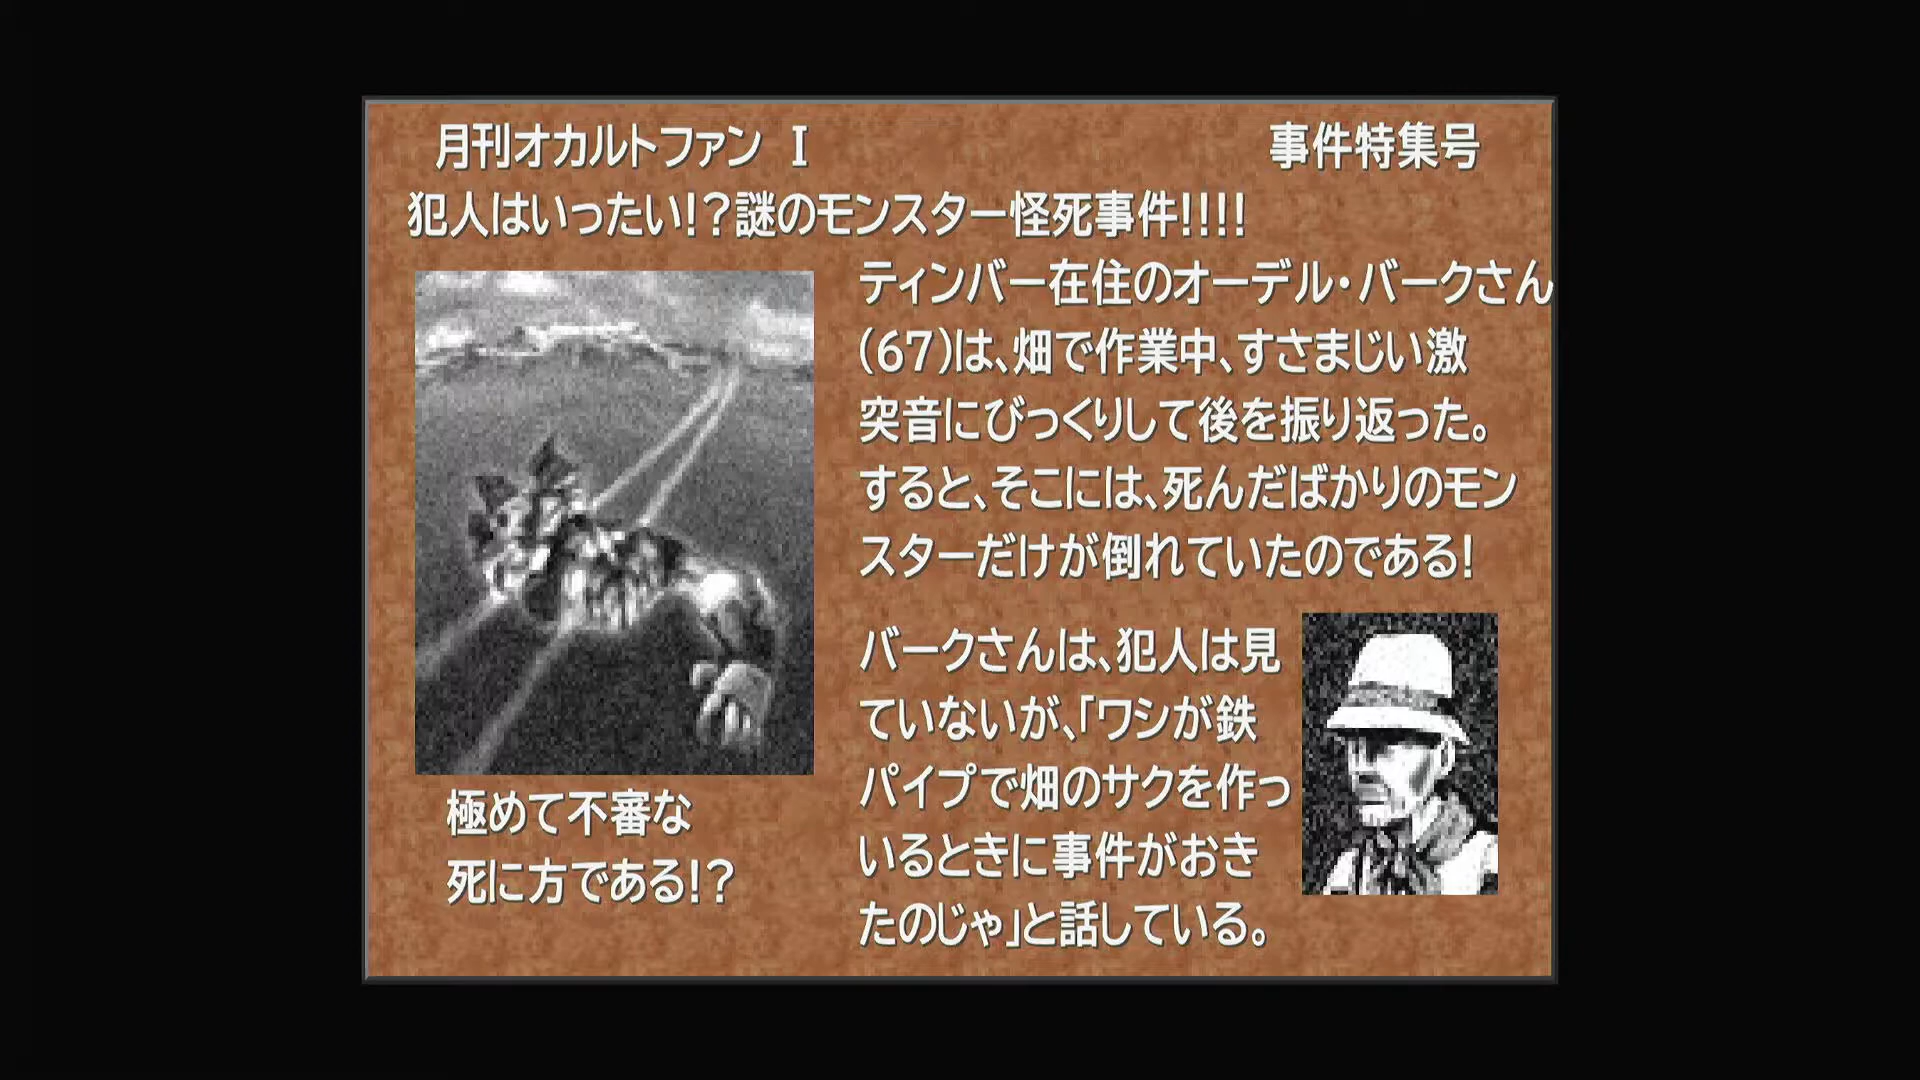 月刊オカルトファン Ⅰ
事件特集号
犯人はいったい!?謎のモンスター怪死事件!!!!
ティンバー在住のオーデル・バークさん
(67)は、畑で作業中、すさまじい激
突音にびっくりして後を振り返った。
すると、そこには、死んだばかりのモン
スターだけが倒れていたのである!
バークさんは、犯人は見
ていないが、「ワシが鉄
パイプで畑のサクを作っ
いるときに事件がおき
たのじゃ」と話している。
極めて不審な
死に方である!?